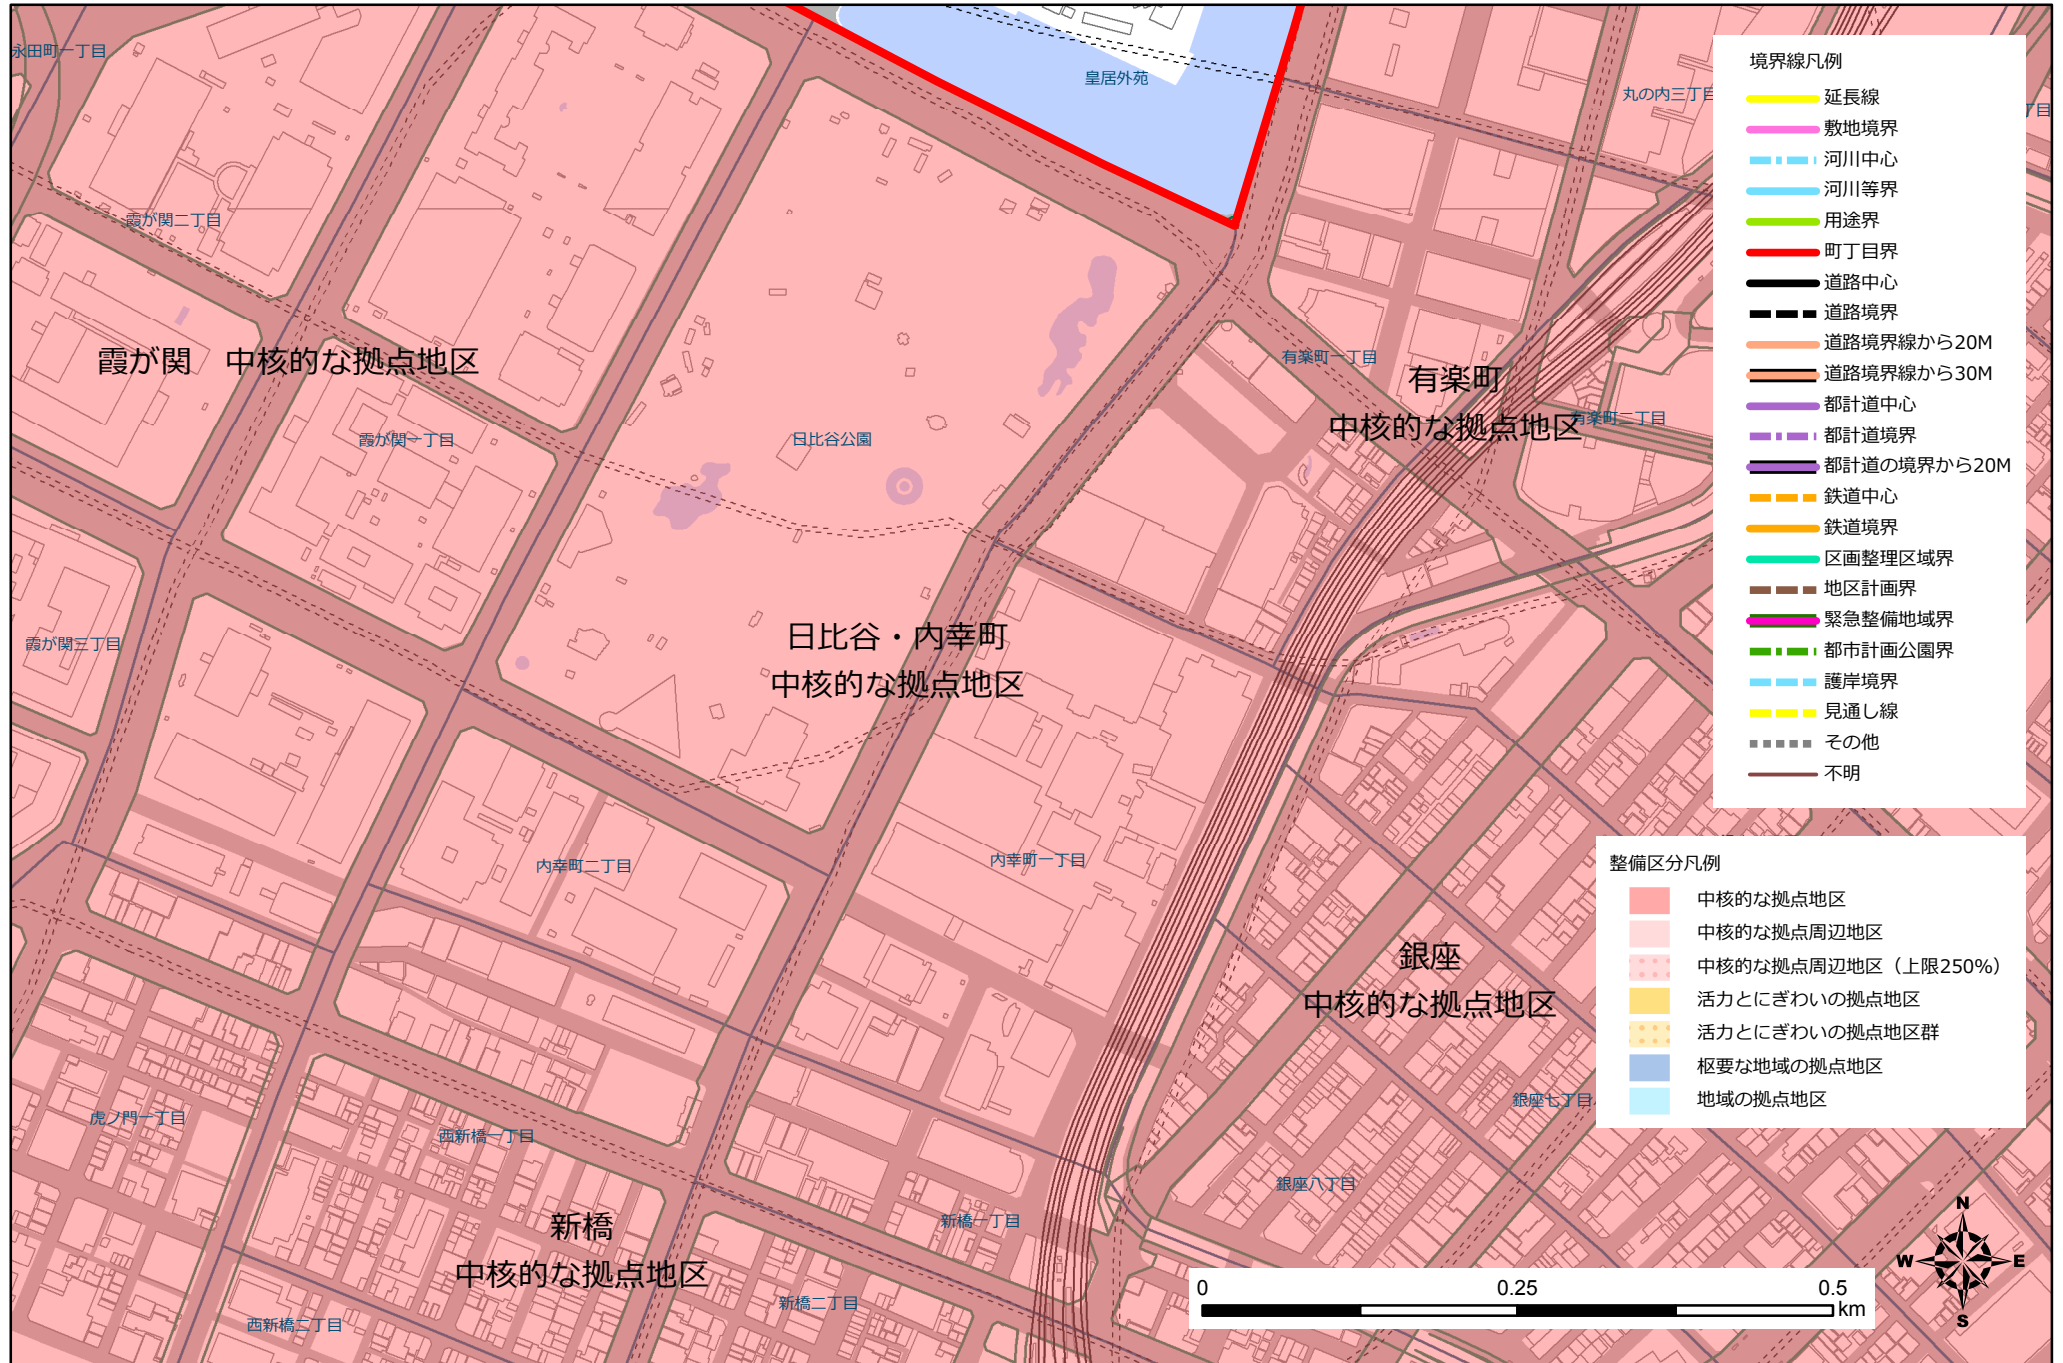 永田町一丁目
皇居外苑
丸の内三丁目
丁目
霞が関二丁目
霞が関　中核的な拠点地区
霞が関一丁目
日比谷公園
有楽町一丁目
有楽町
中核的な拠点地区
有楽町二丁目
霞が関三丁目
日比谷・内幸町
中核的な拠点地区
内幸町二丁目
内幸町一丁目
銀座
中核的な拠点地区
虎ノ門一丁目
西新橋一丁目
銀座七丁目
銀座八丁目
新橋
中核的な拠点地区
新橋一丁目
新橋二丁目
西新橋二丁目
境界線凡例
延長線
敷地境界
河川中心
河川等界
用途界
町丁目界
道路中心
道路境界
道路境界線から20M
道路境界線から30M
都計道中心
都計道境界
都計道の境界から20M
鉄道中心
鉄道境界
区画整理区域界
地区計画界
緊急整備地域界
都市計画公園界
護岸境界
見通し線
その他
不明
整備区分凡例
中核的な拠点地区
中核的な拠点周辺地区
中核的な拠点周辺地区（上限250%）
活力とにぎわいの拠点地区
活力とにぎわいの拠点地区群
枢要な地域の拠点地区
地域の拠点地区
N
W E
S
0 0.25 0.5
km